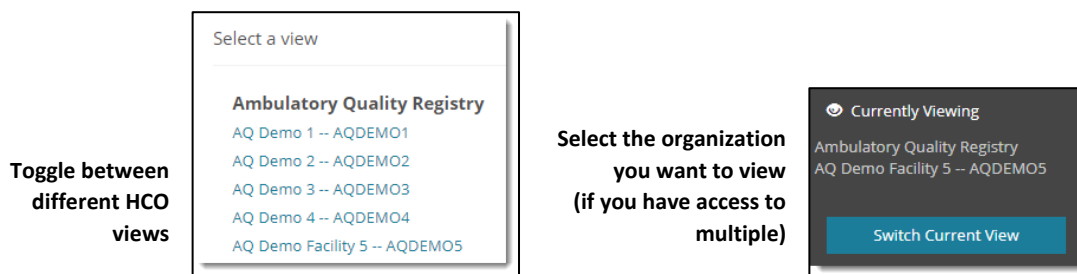 Toggle between
different HCO
views
Select a view
Ambulatory Quality Registry
AQ Demo 1 -- AQDEMO1
AQ Demo 2 -- AQDEMO2
AQ Demo 3 -- AQDEMO3
AQ Demo 4 -- AQDEMO4
AQ Demo Facility 5 -- AQDEMO5
Select the organization
you want to view
(if you have access to
multiple)
Currently Viewing
Ambulatory Quality Registry
AQ Demo Facility 5 -- AQDEMO5
Switch Current View